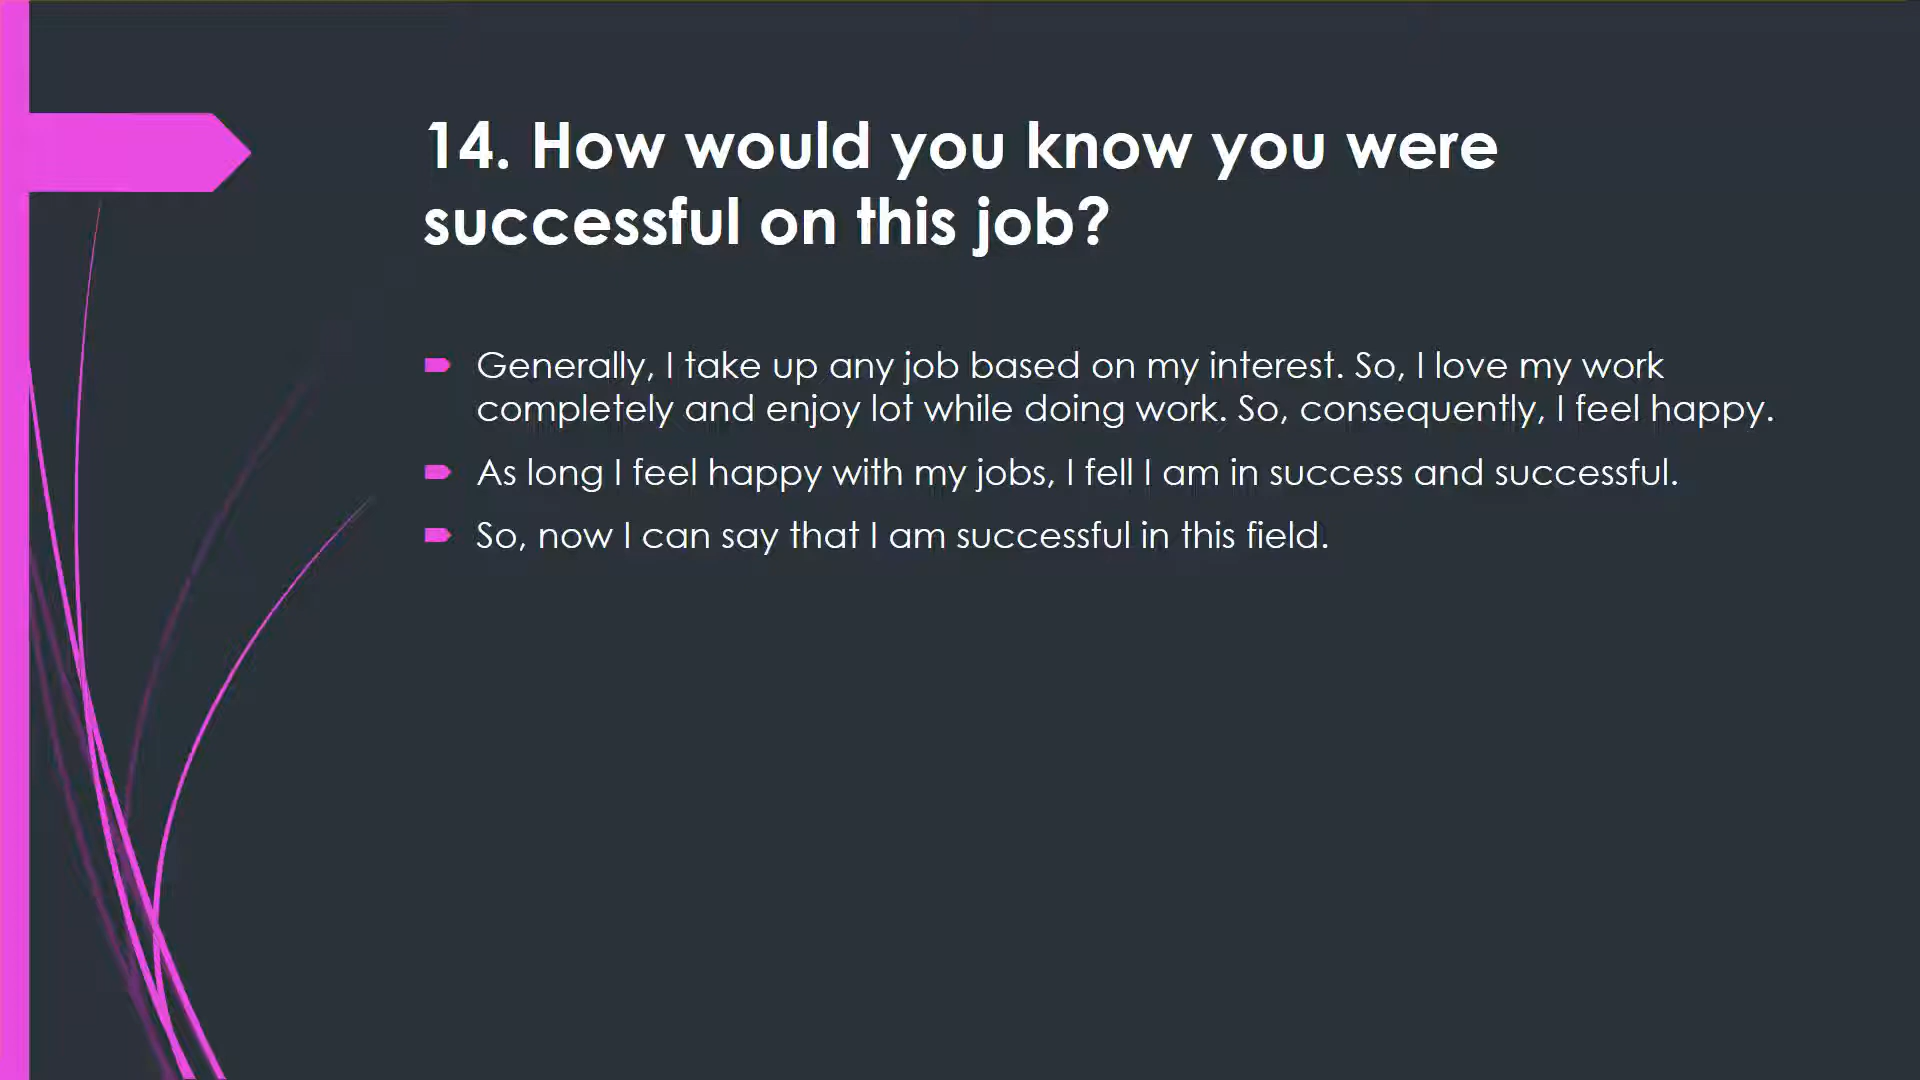 14. How would you know you were
successful on this job?
Generally, I take up any job based on my interest. So, I love my work
completely and enjoy lot while doing work. So, consequently, I feel happy.
As long I feel happy with my jobs, I fell I am in success and successful.
So, now I can say that I am successful in this field.